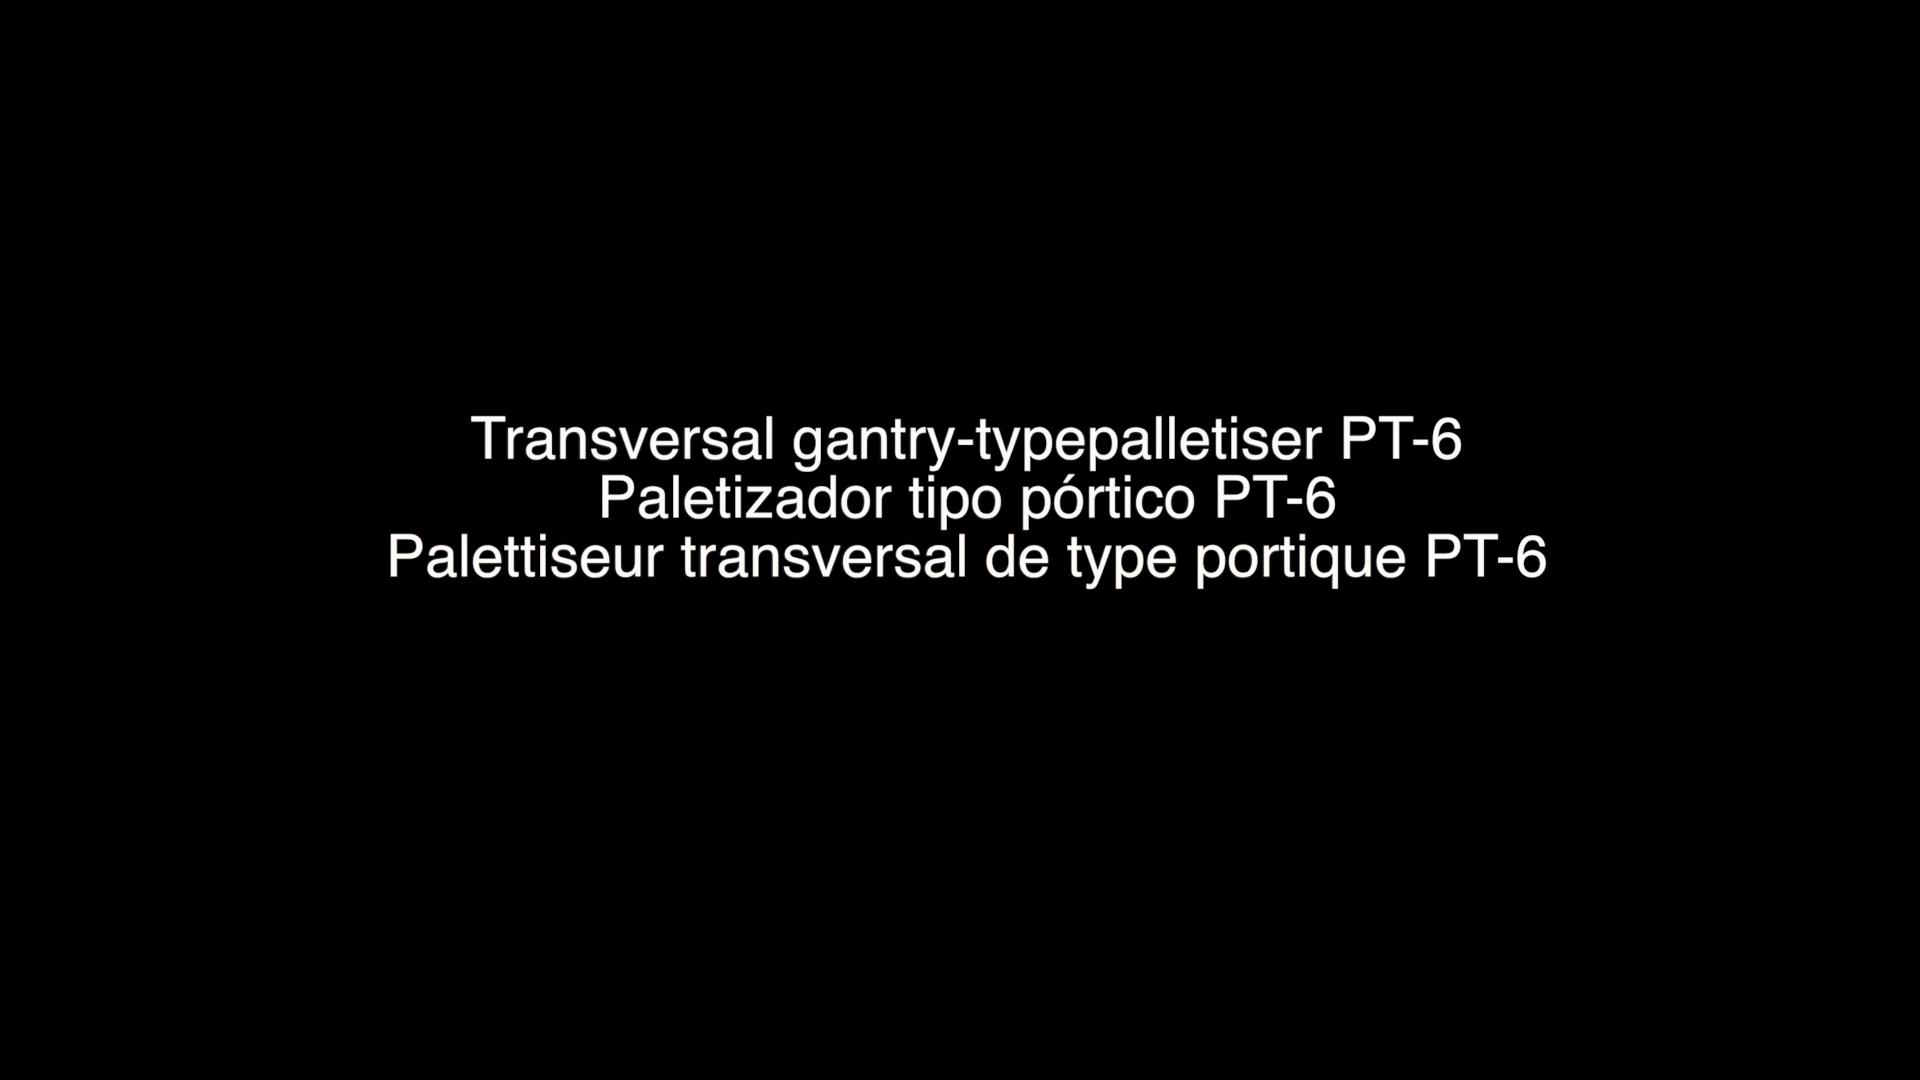 Transversal gantry-typepalletiser PT-6
Paletizador tipo pórtico PT-6
Palettiseur transversal de type portique PT-6